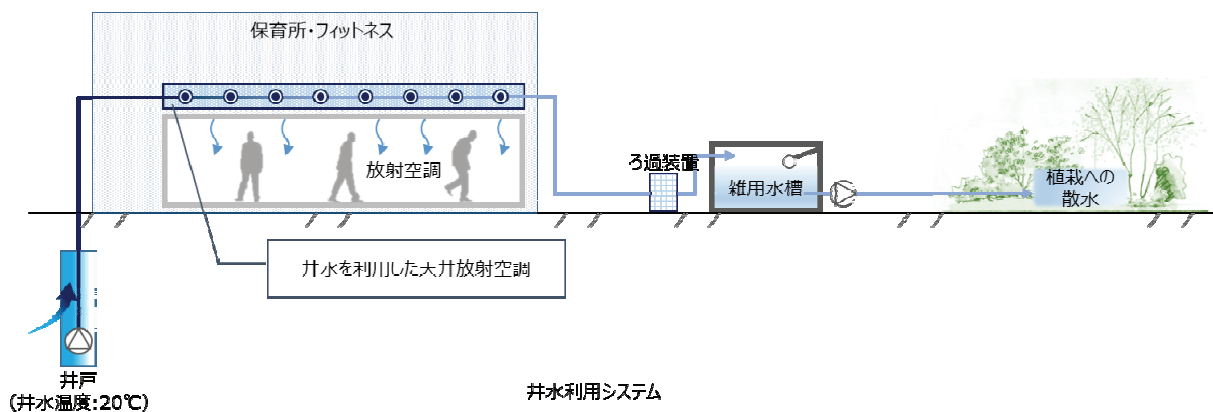 保育所・フィットネス
放射空調
ろ過装置
雑用水槽
植栽への
散水
井水を利用した天井放射空調
井戸
(井水温度:20℃)
井水利用システム